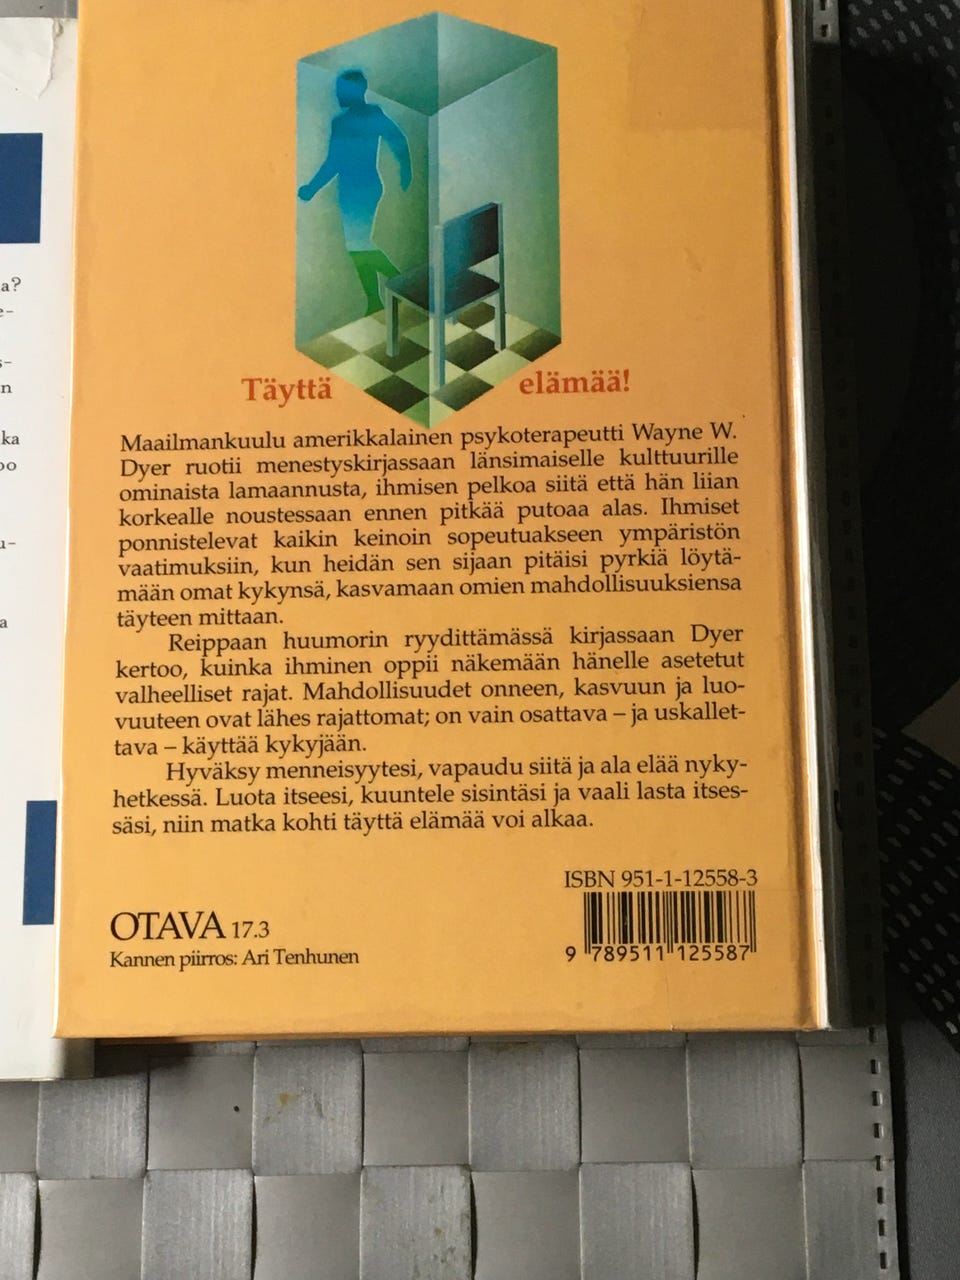 a?
e-
s-
n
ka
oo
u-
a
Täyttä elämää!
Maailmankuulu amerikkalainen psykoterapeutti Wayne W.
Dyer ruotii menestyskirjassaan länsimaiselle kulttuurille
ominaista lamaannusta, ihmisen pelkoa siitä että hän liian
korkealle noustessaan ennen pitkää putoaa alas. Ihmiset
ponnistelevat kaikin keinoin sopeutuakseen ympäristön
vaatimuksiin, kun heidän sen sijaan pitäisi pyrkiä löytä-
mään omat kykynsä, kasvamaan omien mahdollisuuksiensa
täyteen mittaan.
Reippaan huumorin ryydittämässä kirjassaan Dyer
kertoo, kuinka ihminen oppii näkemään hänelle asetetut
valheelliset rajat. Mahdollisuudet onneen, kasvuun ja luo-
vuuteen ovat lähes rajattomat; on vain osattava – ja uskallet-
tava – käyttää kykyjään.
Hyväksy menneisyytesi, vapaudu siitä ja ala elää nyky-
hetkessä. Luota itseesi, kuuntele sisintäsi ja vaali lasta itses-
säsi, niin matka kohti täyttä elämää voi alkaa.
ISBN 951-1-12558-3
OTAVA 17.3
Kannen piirros: Ari Tenhunen
9 789511 125587